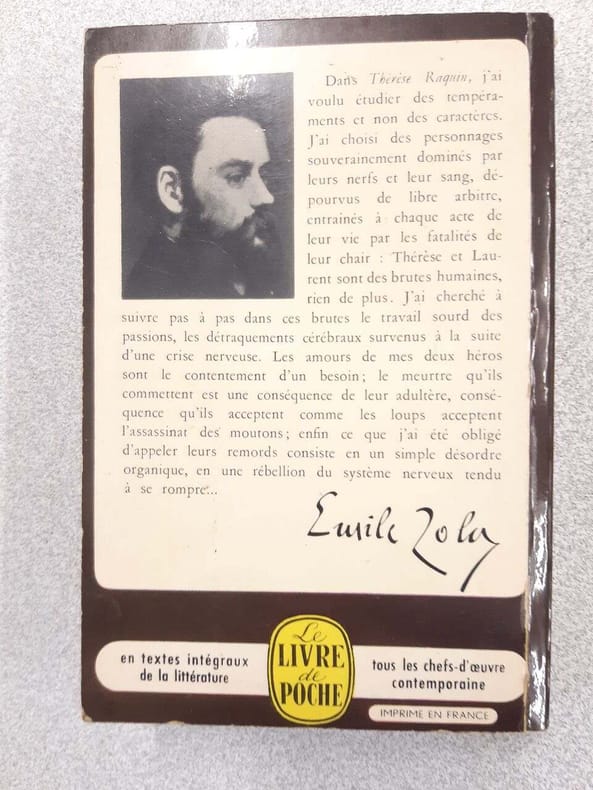 Dans Thérèse Raquin, j'ai
voulu étudier des tempéra-
ments et non des caractères.
J'ai choisi des personnages
souverainement dominés par
leurs nerfs et leur sang, dé-
pourvus de libre arbitre,
entraînés à chaque acte de
leur vie par les fatalités de
leur chair : Thérèse et Lau-
rent sont des brutes humaines,
rien de plus. J'ai cherché à
suivre pas à pas dans ces brutes le travail sourd des
passions, les détraquements cérébraux survenus à la suite
d'une crise nerveuse. Les amours de mes deux héros
sont le contentement d'un besoin ; le meurtre qu'ils
commettent est une conséquence de leur adultère, consé-
quence qu'ils acceptent comme les loups acceptent
l'assassinat des moutons ; enfin ce que j'ai été obligé
d'appeler leurs remords consiste en un simple désordre
organique, en une rébellion du système nerveux tendu
à se rompre...
Emile Zola
en textes intégraux
de la littérature
Le
LIVRE
de
POCHE
tous les chefs-d'œuvre
contemporaine
IMPRIMÉ EN FRANCE